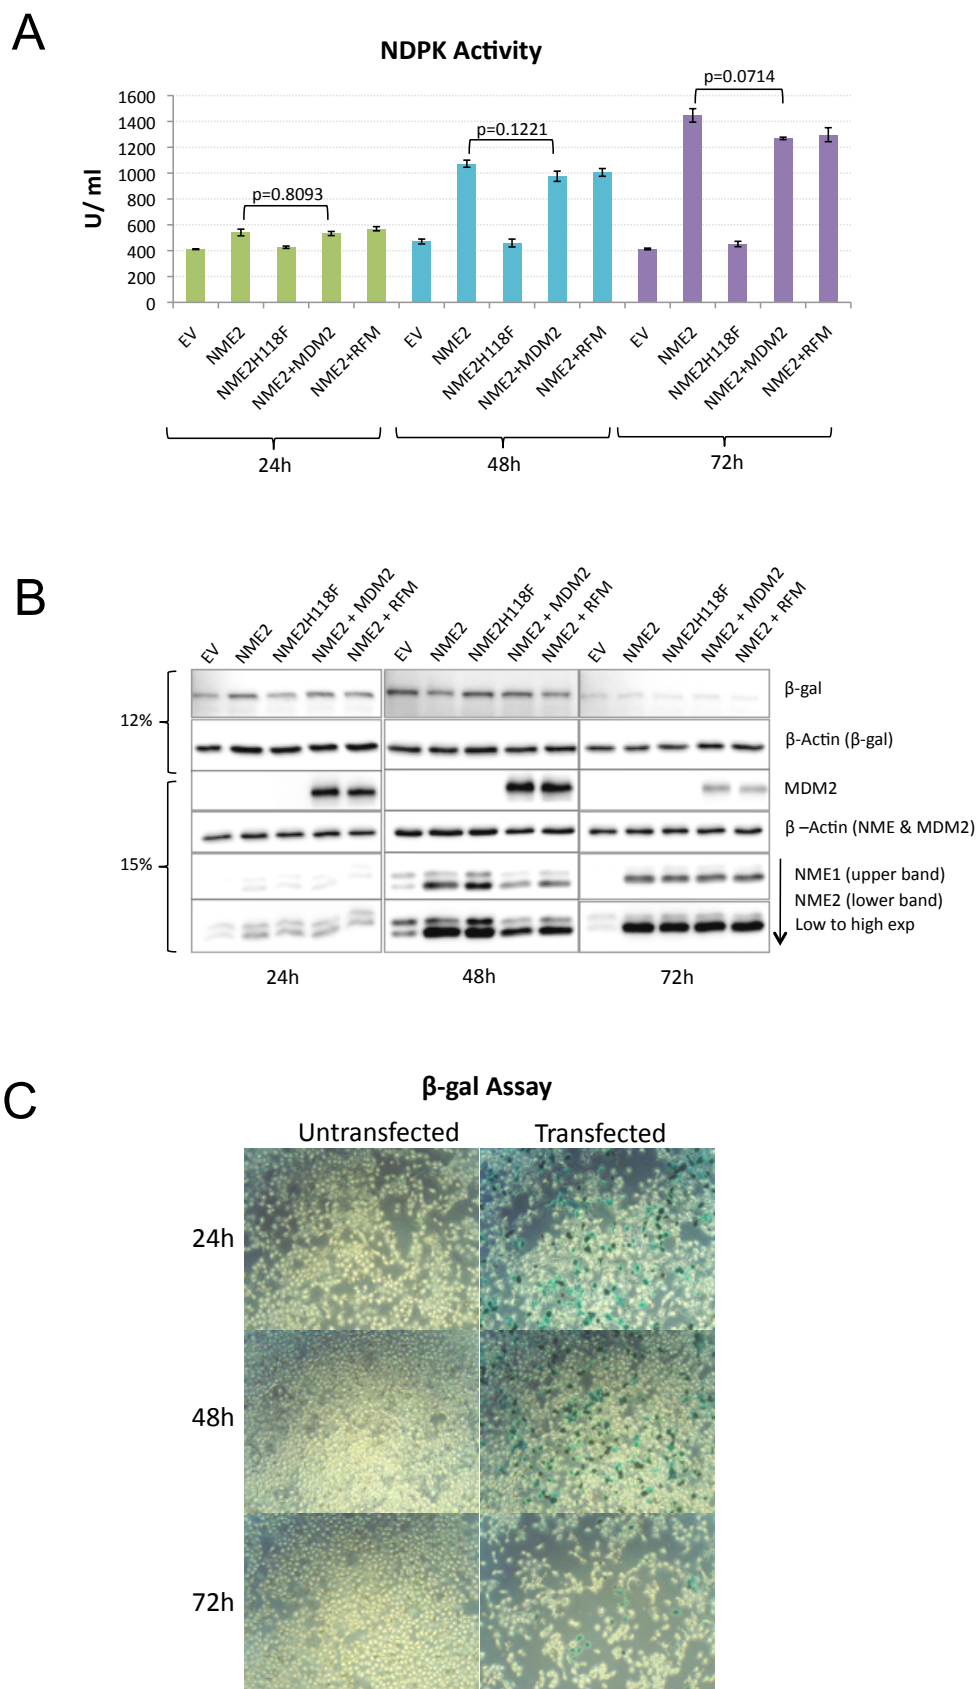 A
NDPK Activity
U/ ml
1600
1400
1200
1000
800
600
400
200
0
p=0.8093
p=0.1221
p=0.0714
EV
NME2
NME2H118F
NME2+MDM2
NME2+RFM
EV
NME2
NME2H118F
NME2+MDM2
NME2+RFM
EV
NME2
NME2H118F
NME2+MDM2
NME2+RFM
24h
48h
72h
B
EV
NME2
NME2H118F
NME2 + MDM2
NME2 + RFM
EV
NME2
NME2H118F
NME2 + MDM2
NME2 + RFM
EV
NME2
NME2H118F
NME2 + MDM2
NME2 + RFM
12%
15%
β-gal
β-Actin (β-gal)
MDM2
β –Actin (NME & MDM2)
NME1 (upper band)
NME2 (lower band)
Low to high exp
24h
48h
72h
C
β-gal Assay
Untransfected
Transfected
24h
48h
72h